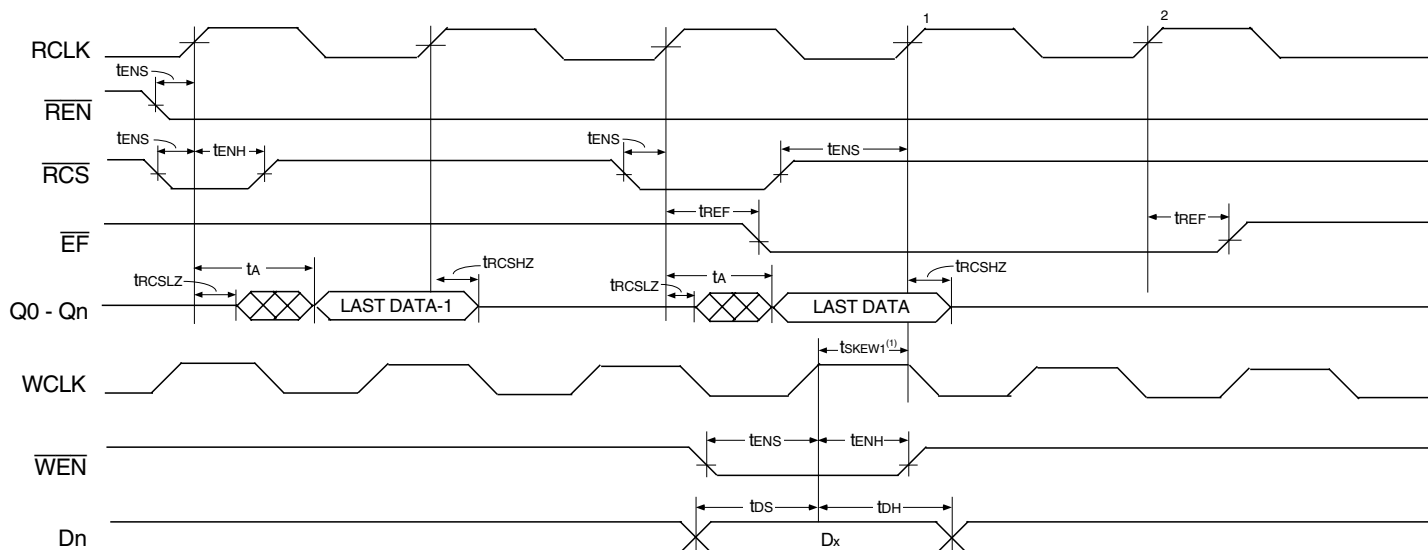 1 2
RCLK
tENS
REN
tENS tENH tENS tENS
RCS
tREF tREF
EF
tA tRCSHZ tA tRCSHZ
tRCSLZ tRCSLZ
Q0 - Qn LAST DATA-1 LAST DATA
tSKEW1(1)
WCLK
tENS tENH
WEN
tDS tDH
Dn Dx